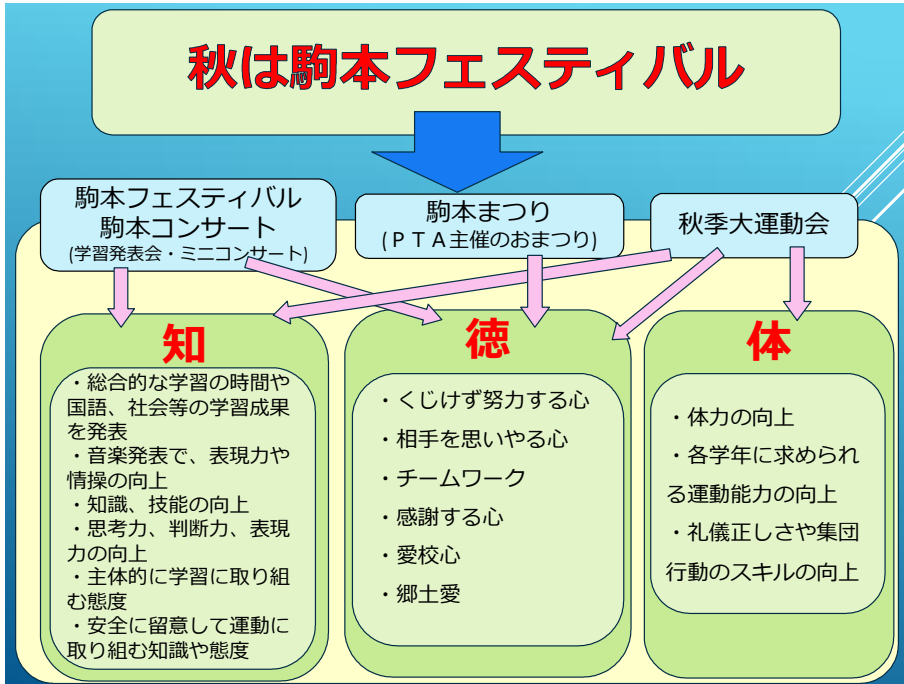 秋は駒本フェスティバル
駒本フェスティバル
駒本コンサート
(学習発表会・ミニコンサート)
駒本まつり
(ＰＴＡ主催のおまつり)
秋季大運動会
知
・総合的な学習の時間や
国語、社会等の学習成果
を発表
・音楽発表で、表現力や
情操の向上
・知識、技能の向上
・思考力、判断力、表現
力の向上
・主体的に学習に取り組
む態度
・安全に留意して運動に
取り組む知識や態度
徳
・くじけず努力する心
・相手を思いやる心
・チームワーク
・感謝する心
・愛校心
・郷土愛
体
・体力の向上
・各学年に求められ
る運動能力の向上
・礼儀正しさや集団
行動のスキルの向上